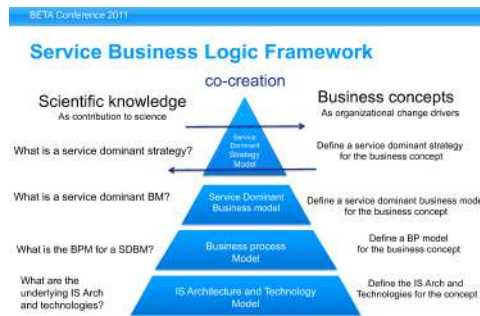 BETA Conference 2011
Service Business Logic Framework
co-creation
Scientific knowledge
As contribution to science
Business concepts
As organizational change drivers
What is a service dominant strategy?
Service
Dominant
Strategy
Model
Define a service dominant strategy
for the business concept
What is a service dominant BM?
Service Dominant
Business model
Define a service dominant business mode
for the business concept
What is the BPM for a SDBM?
Business process
Model
Define a BP model
for the business concept
What are the
underlying IS Arch
and technologies?
IS Architecture and Technology
Model
Define the IS Arch and
Technologies for the concept